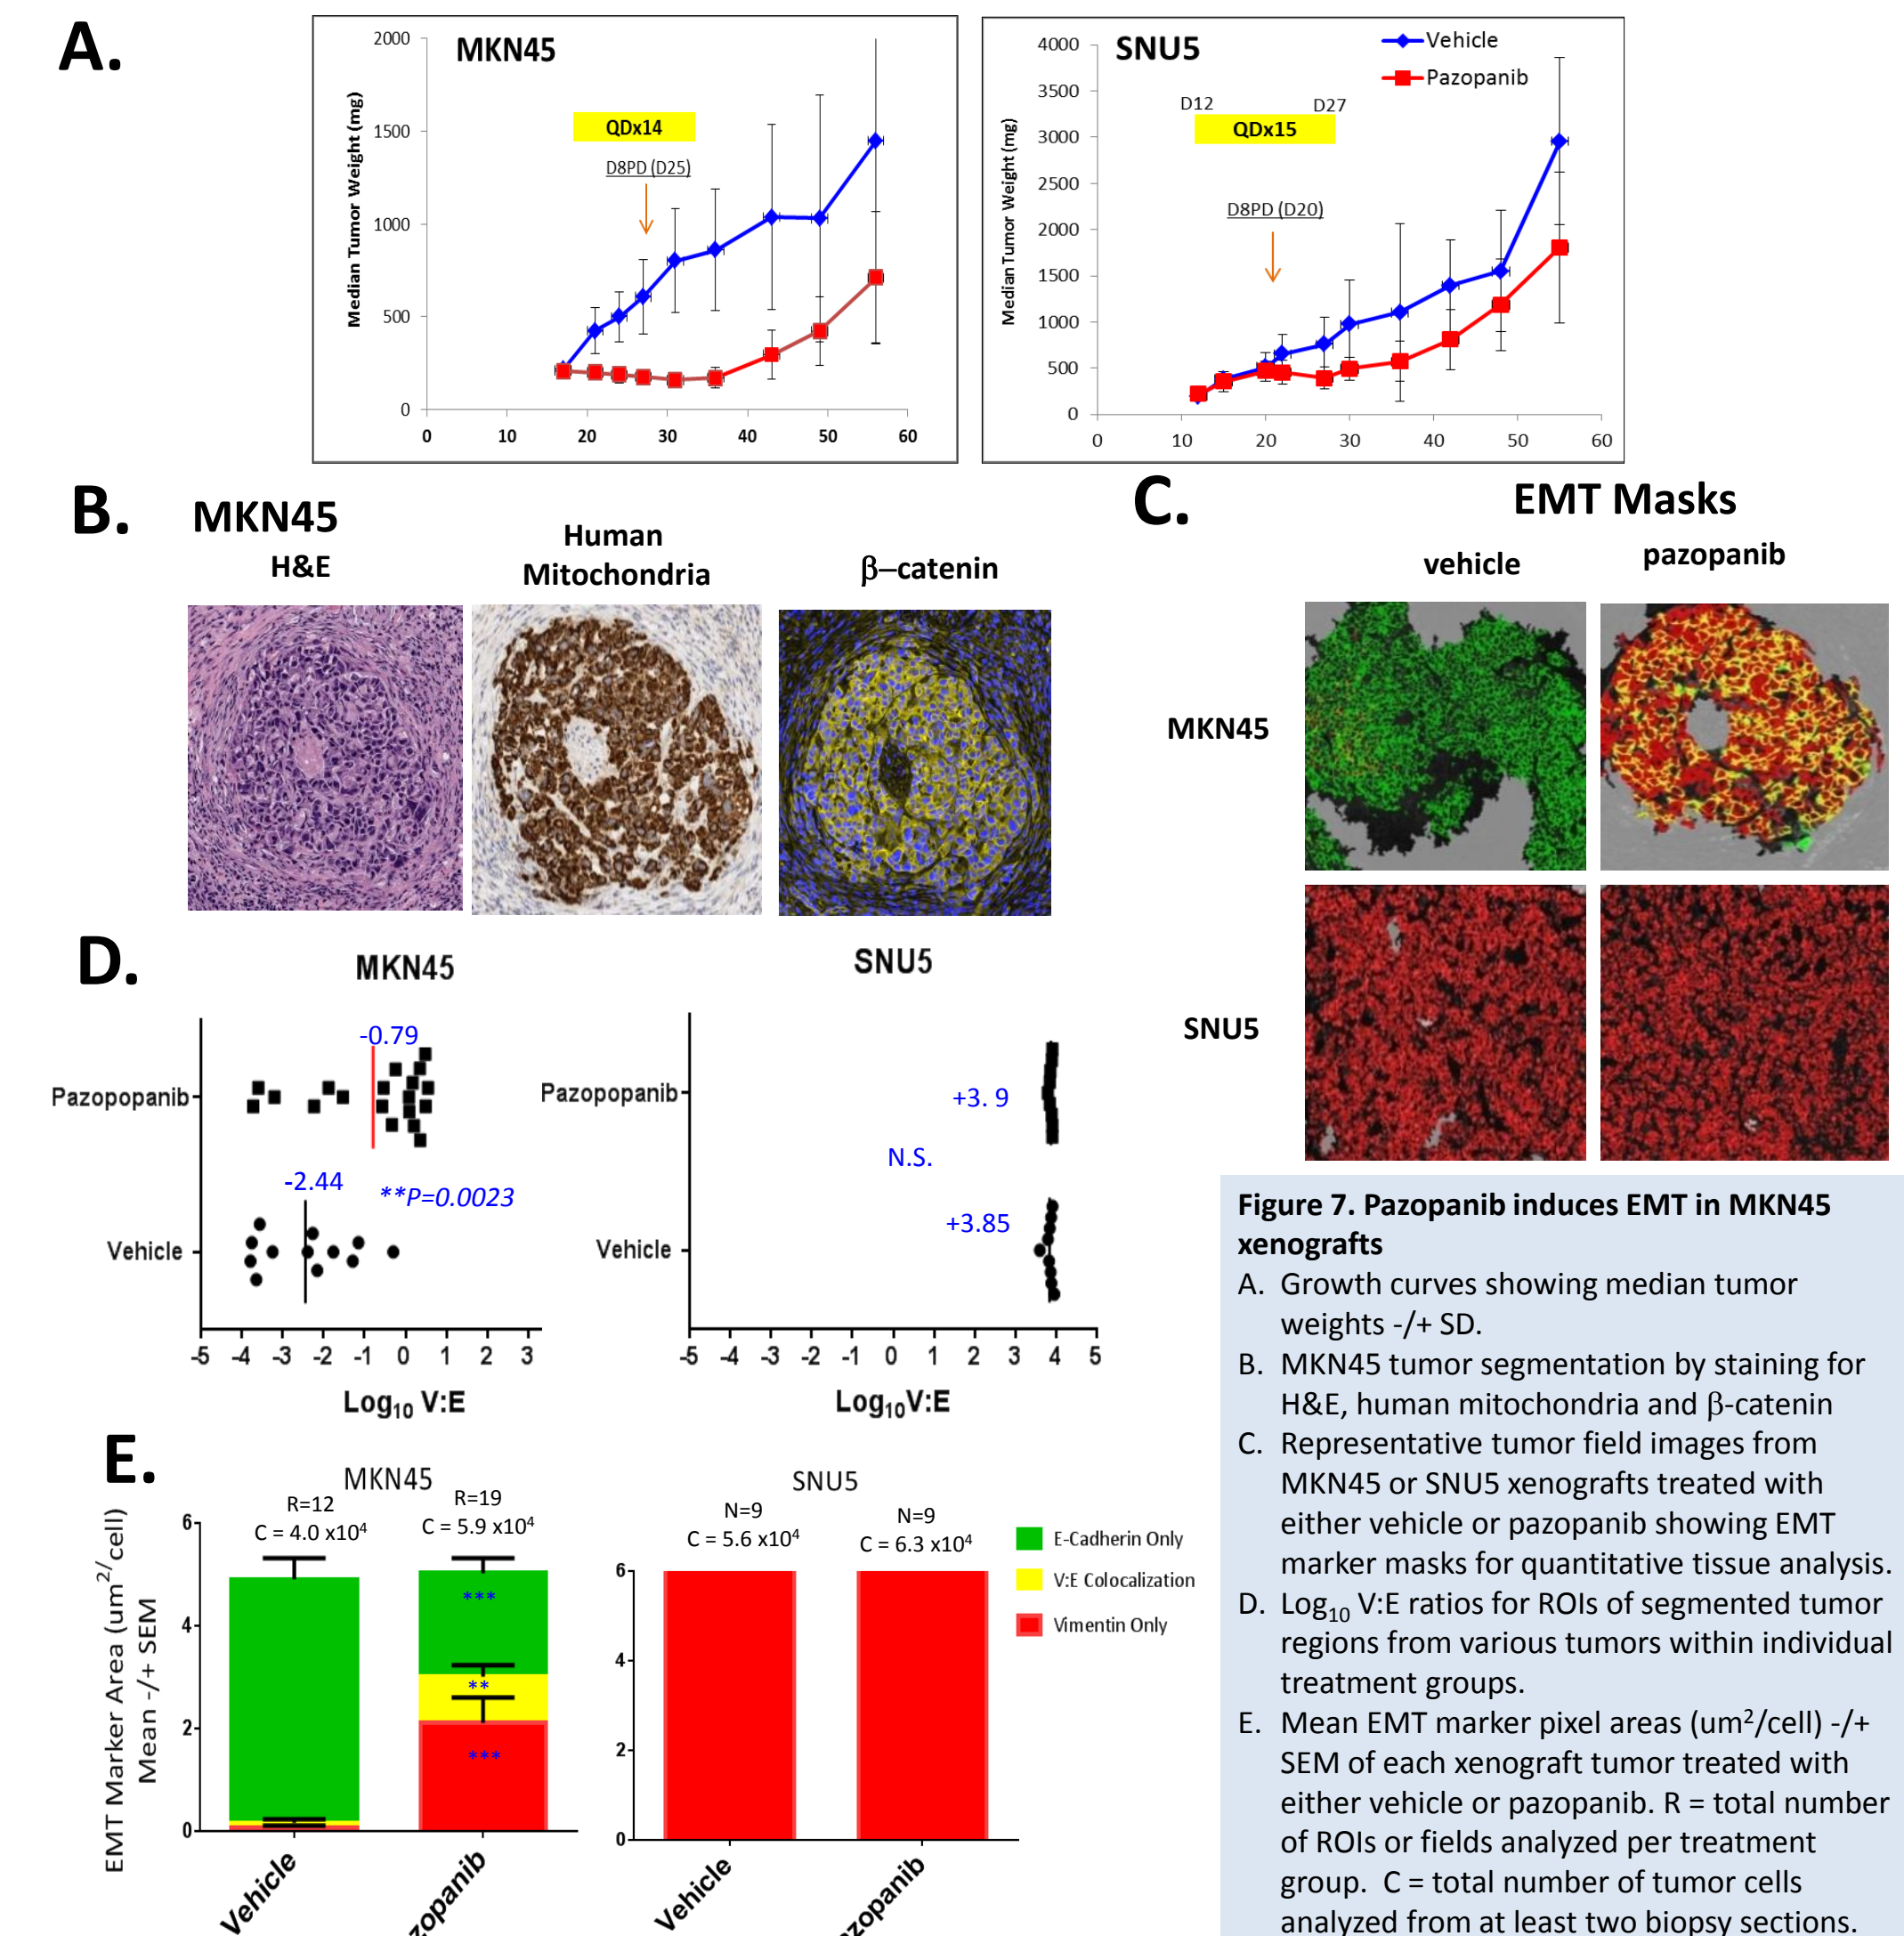 A.
MKN45
Median Tumor Weight (mg)
2000
1500
1000
500
0
QDx14
D8PD (D25)
0 10 20 30 40 50 60
SNU5
Vehicle
Pazopanib
Median Tumor Weight (mg)
4000
3500
3000
2500
2000
1500
1000
500
0
D12 D27
QDx15
D8PD (D20)
0 10 20 30 40 50 60
B. MKN45
H&E
Human
Mitochondria
β–catenin
C. EMT Masks
vehicle pazopanib
MKN45
SNU5
D.
MKN45
-0.79
Pazopopanib
-2.44
**P=0.0023
Vehicle
-5 -4 -3 -2 -1 0 1 2 3
Log10 V:E
SNU5
Pazopopanib
+3. 9
N.S.
+3.85
Vehicle
-5 -4 -3 -2 -1 0 1 2 3 4 5
Log10V:E
E.
MKN45
EMT Marker Area (um2/cell)
Mean -/+ SEM
R=12
C = 4.0 x10⁴
R=19
C = 5.9 x10⁴
6
4
2
0
***
**
***
Vehicle
zopanib
SNU5
N=9
C = 5.6 x10⁴
N=9
C = 6.3 x10⁴
6
4
2
0
Vehicle
zopanib
E-Cadherin Only
V:E Colocalization
Vimentin Only
Figure 7. Pazopanib induces EMT in MKN45
xenografts
A. Growth curves showing median tumor
weights -/+ SD.
B. MKN45 tumor segmentation by staining for
H&E, human mitochondria and β-catenin
C. Representative tumor field images from
MKN45 or SNU5 xenografts treated with
either vehicle or pazopanib showing EMT
marker masks for quantitative tissue analysis.
D. Log10 V:E ratios for ROIs of segmented tumor
regions from various tumors within individual
treatment groups.
E. Mean EMT marker pixel areas (um²/cell) -/+
SEM of each xenograft tumor treated with
either vehicle or pazopanib. R = total number
of ROIs or fields analyzed per treatment
group. C = total number of tumor cells
analyzed from at least two biopsy sections.